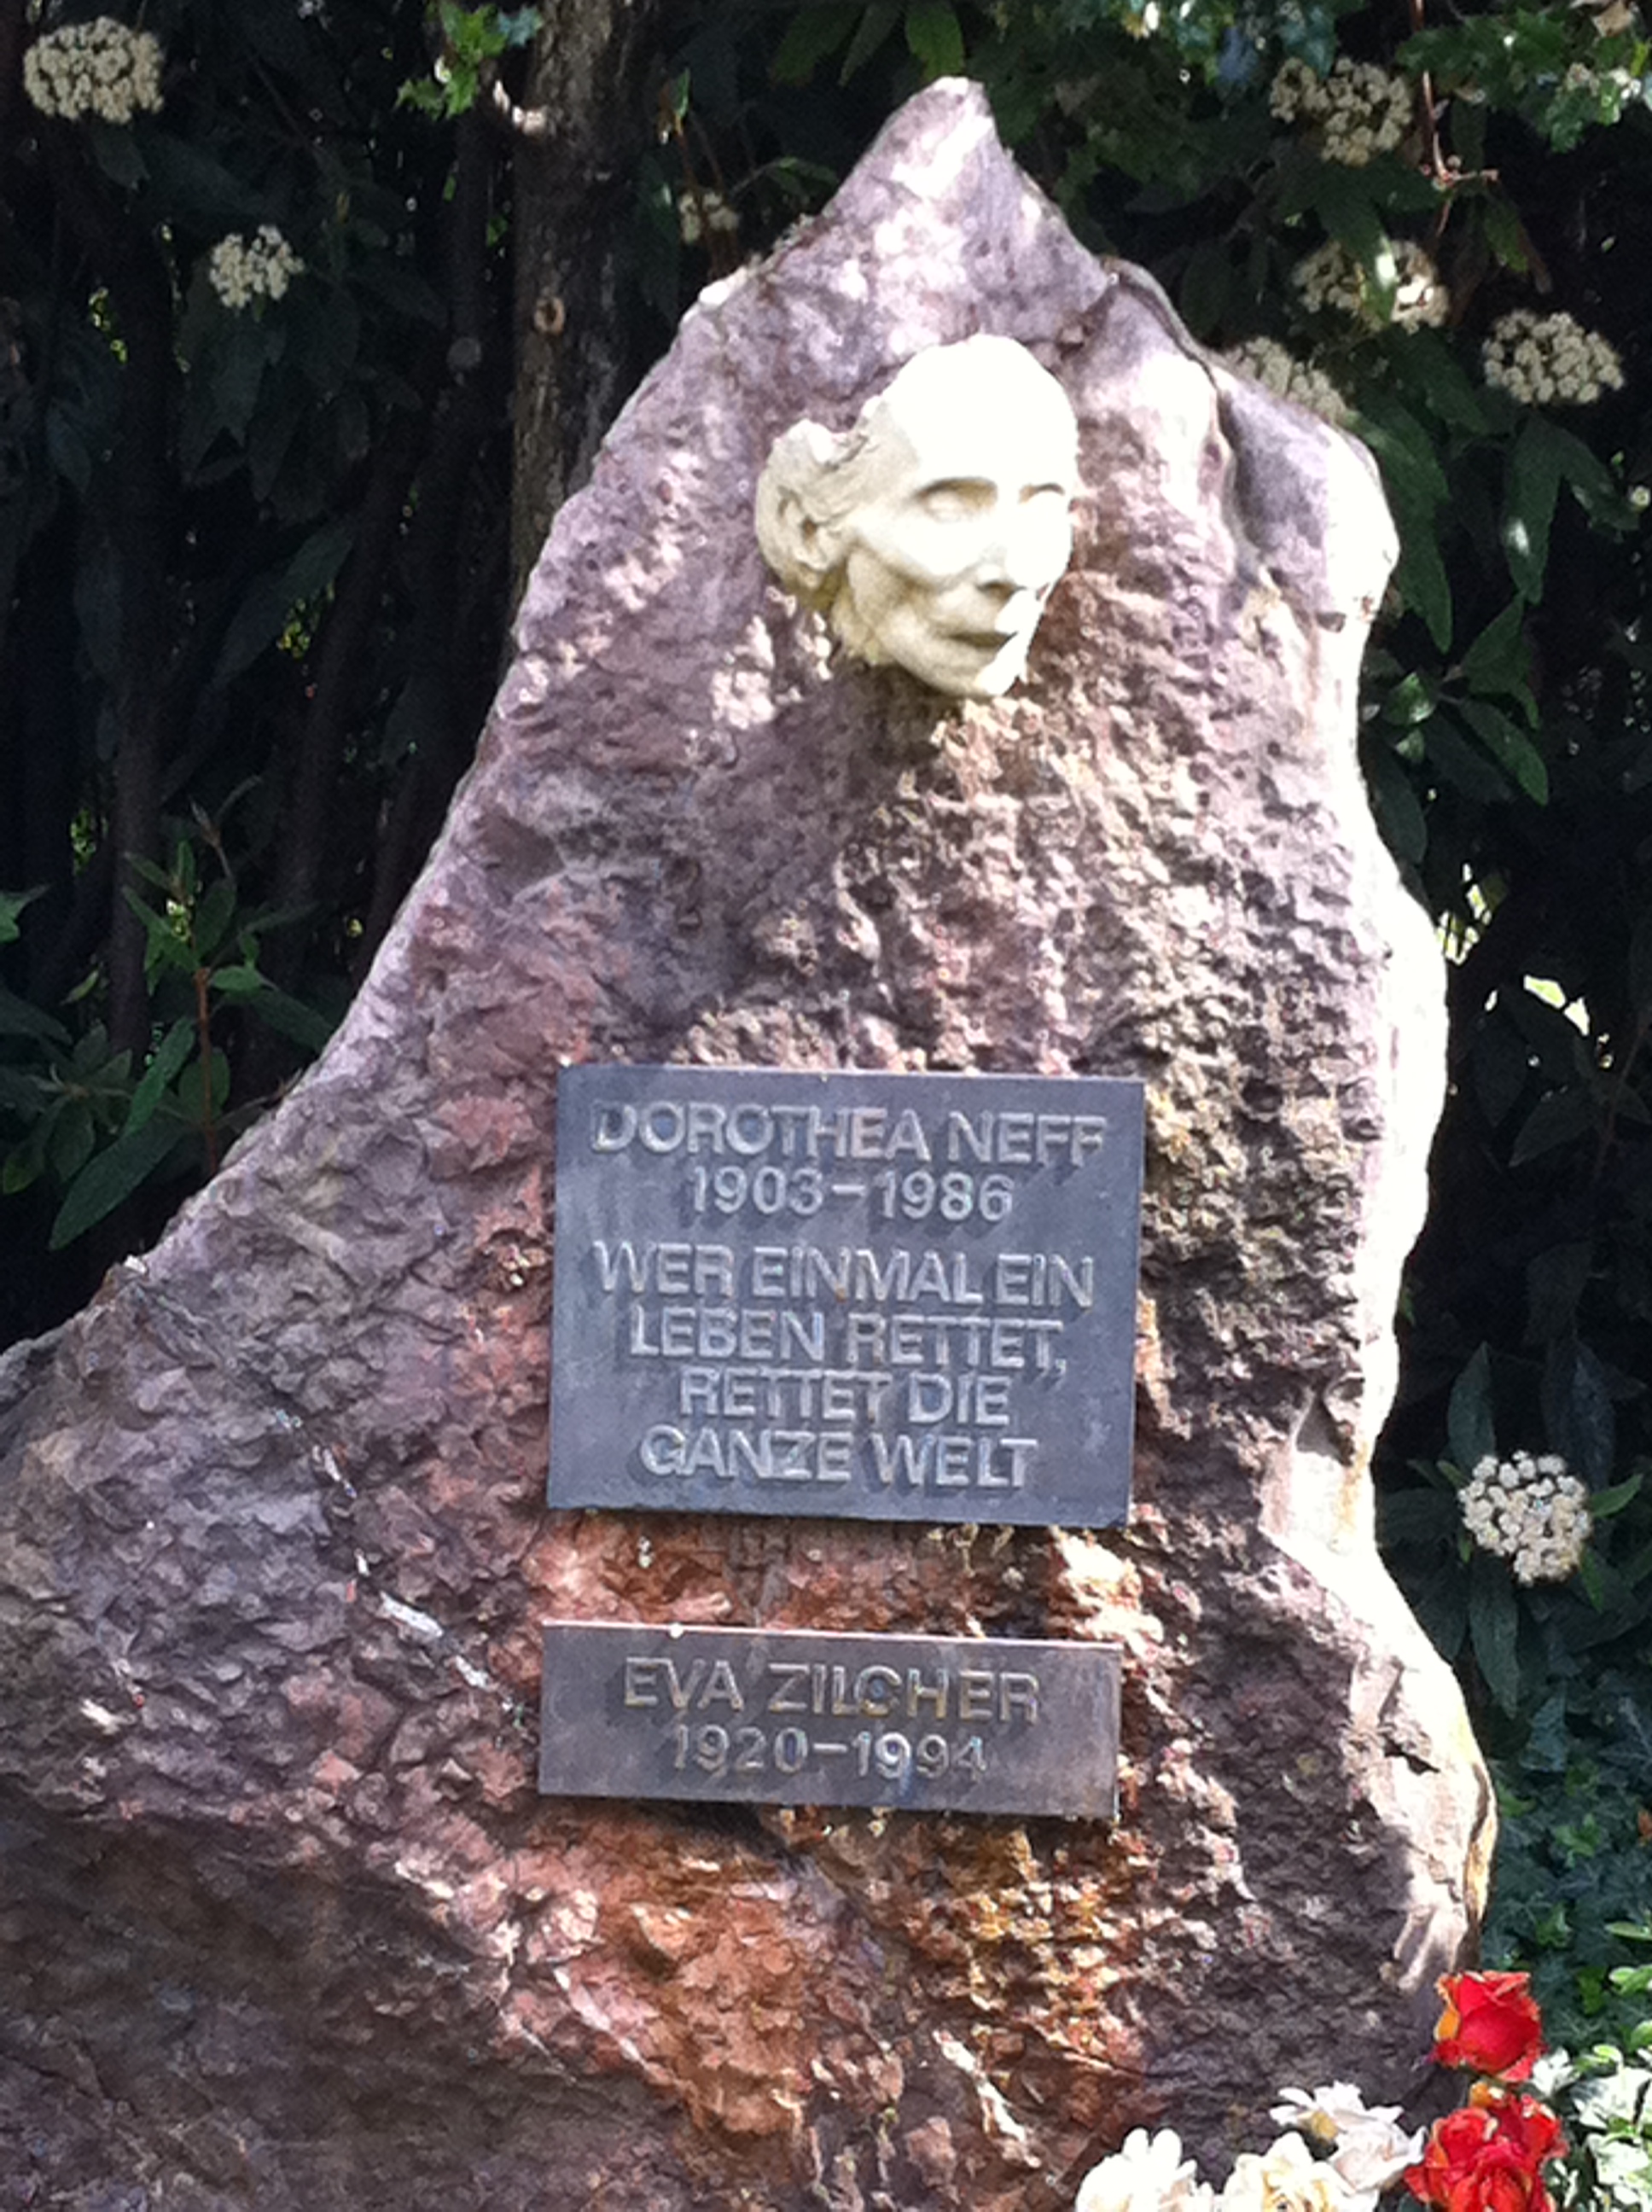 DOROTHEA NEFF
1903–1986
WER EINMAL EIN
LEBEN RETTET,
RETTET DIE
GANZE WELT
EVA ZILCHER
1920–1994